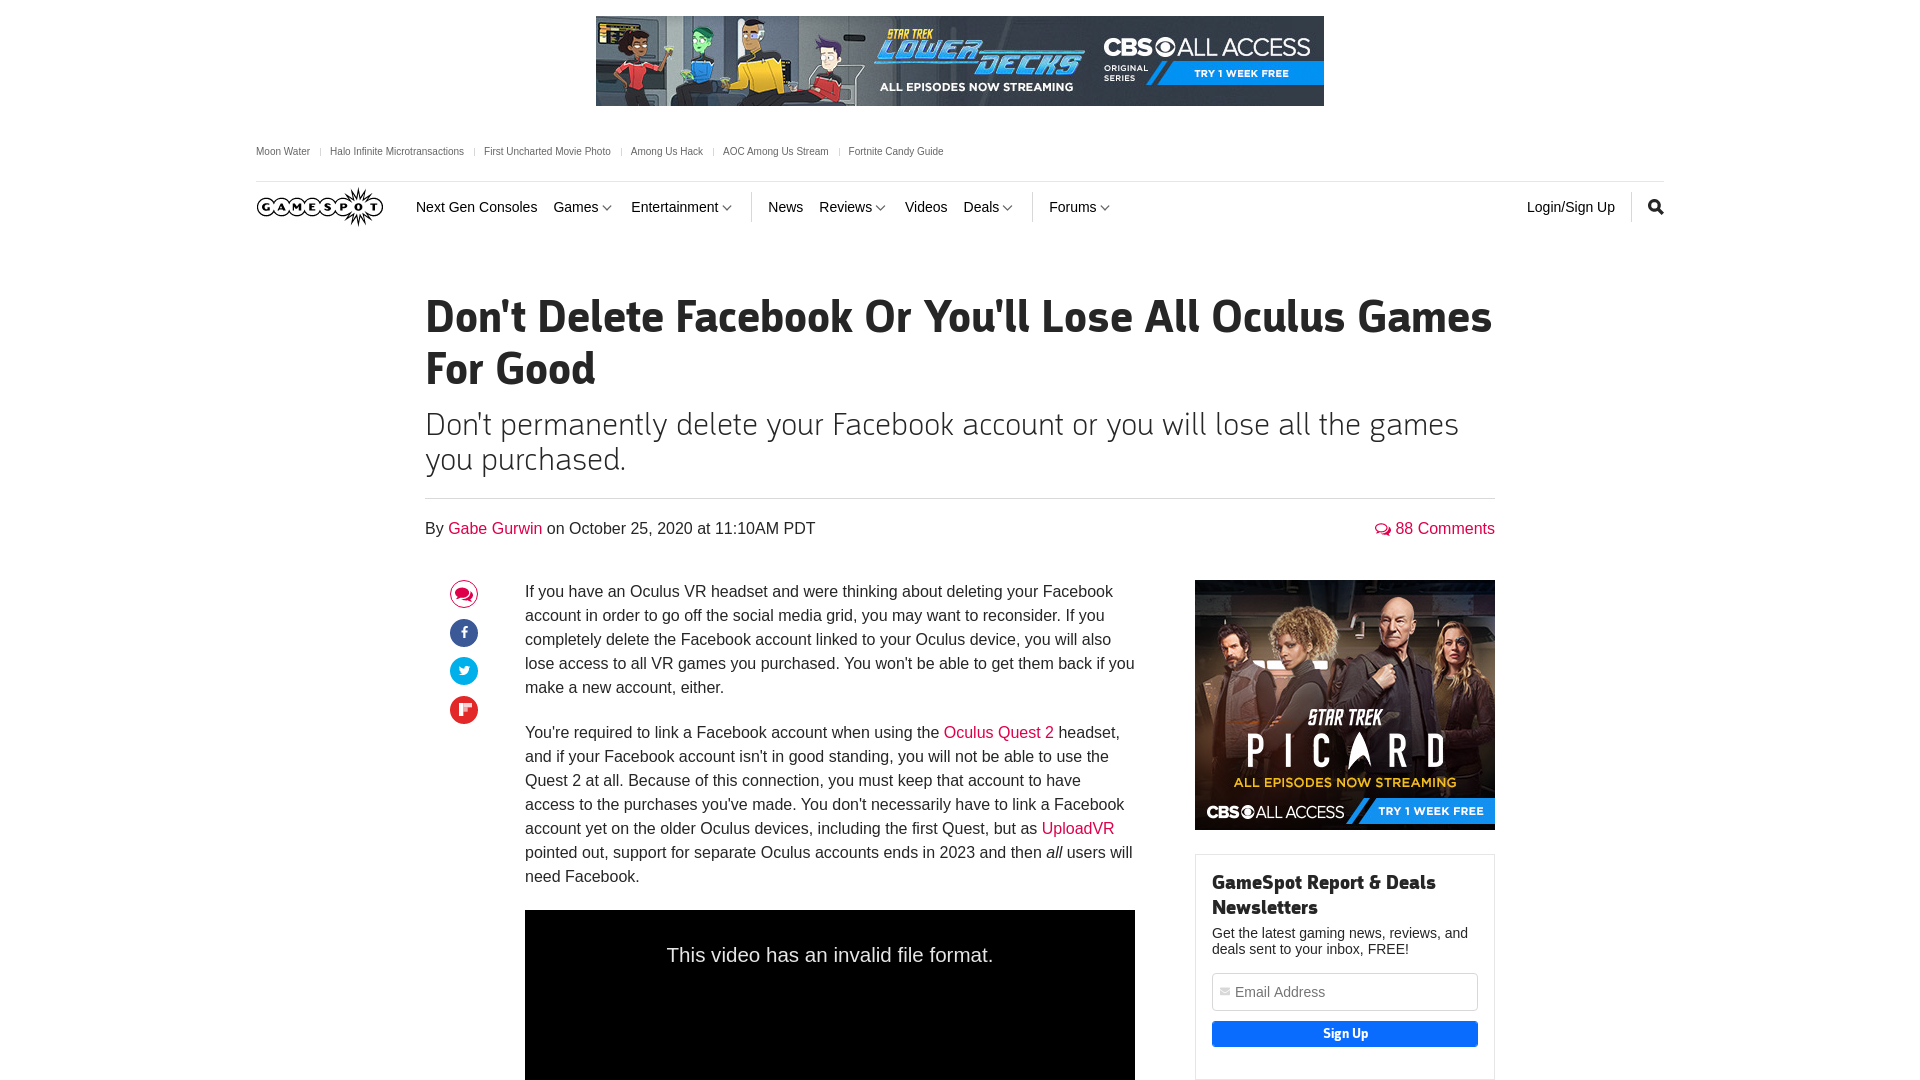 STAR TREK
LOWER DECKS
ALL EPISODES NOW STREAMING
CBS ALL ACCESS
ORIGINAL
SERIES
TRY 1 WEEK FREE
Moon Water
Halo Infinite Microtransactions
First Uncharted Movie Photo
Among Us Hack
AOC Among Us Stream
Fortnite Candy Guide
GAMESPOT
Next Gen Consoles
Games
Entertainment
News
Reviews
Videos
Deals
Forums
Login/Sign Up
Don't Delete Facebook Or You'll Lose All Oculus Games
For Good
Don't permanently delete your Facebook account or you will lose all the games
you purchased.
By Gabe Gurwin on October 25, 2020 at 11:10AM PDT
88 Comments
If you have an Oculus VR headset and were thinking about deleting your Facebook
account in order to go off the social media grid, you may want to reconsider. If you
completely delete the Facebook account linked to your Oculus device, you will also
lose access to all VR games you purchased. You won't be able to get them back if you
make a new account, either.
You're required to link a Facebook account when using the Oculus Quest 2 headset,
and if your Facebook account isn't in good standing, you will not be able to use the
Quest 2 at all. Because of this connection, you must keep that account to have
access to the purchases you've made. You don't necessarily have to link a Facebook
account yet on the older Oculus devices, including the first Quest, but as UploadVR
pointed out, support for separate Oculus accounts ends in 2023 and then all users will
need Facebook.
This video has an invalid file format.
STAR TREK
PICARD
ALL EPISODES NOW STREAMING
CBS ALL ACCESS
TRY 1 WEEK FREE
GameSpot Report & Deals
Newsletters
Get the latest gaming news, reviews, and
deals sent to your inbox, FREE!
Email Address
Sign Up